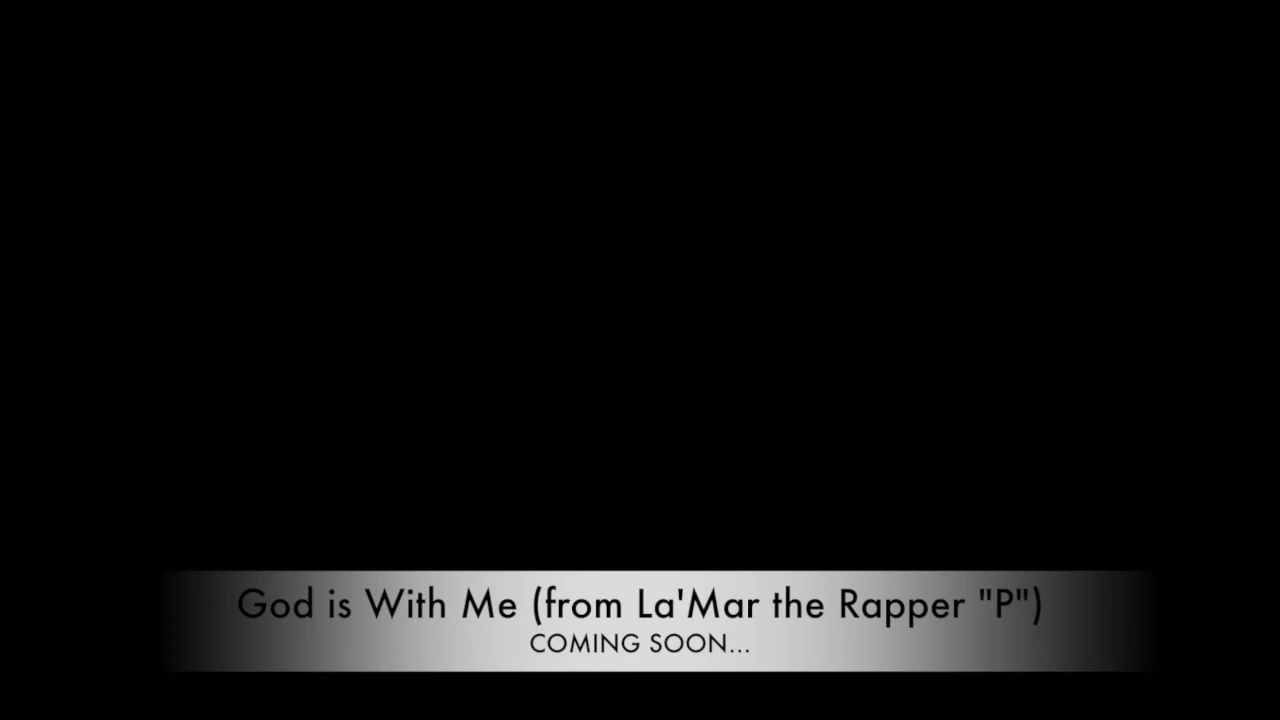 God is With Me (from La'Mar the Rapper "P")
COMING SOON...